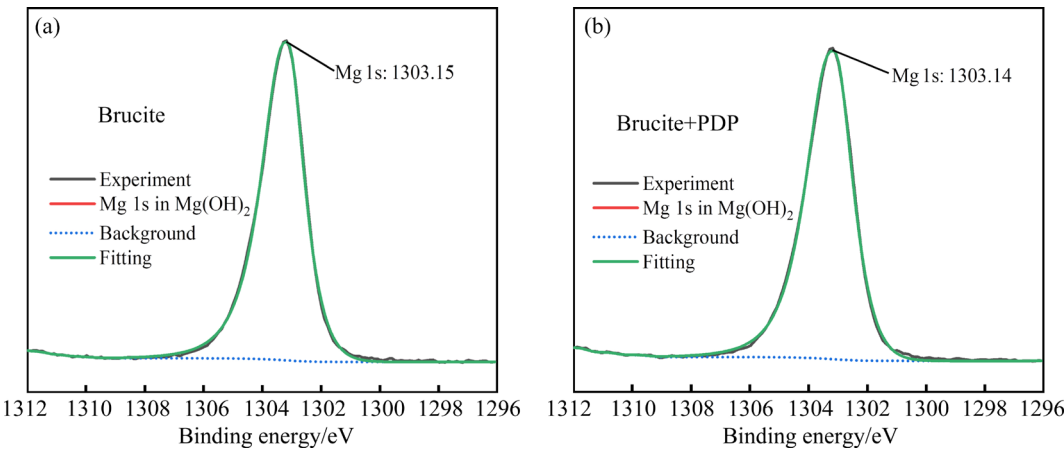 (a)
Mg 1s: 1303.15
Brucite
Experiment
Mg 1s in Mg(OH)₂
Background
Fitting
1312 1310 1308 1306 1304 1302 1300 1298 1296
Binding energy/eV
(b)
Mg 1s: 1303.14
Brucite+PDP
Experiment
Mg 1s in Mg(OH)₂
Background
Fitting
1312 1310 1308 1306 1304 1302 1300 1298 1296
Binding energy/eV